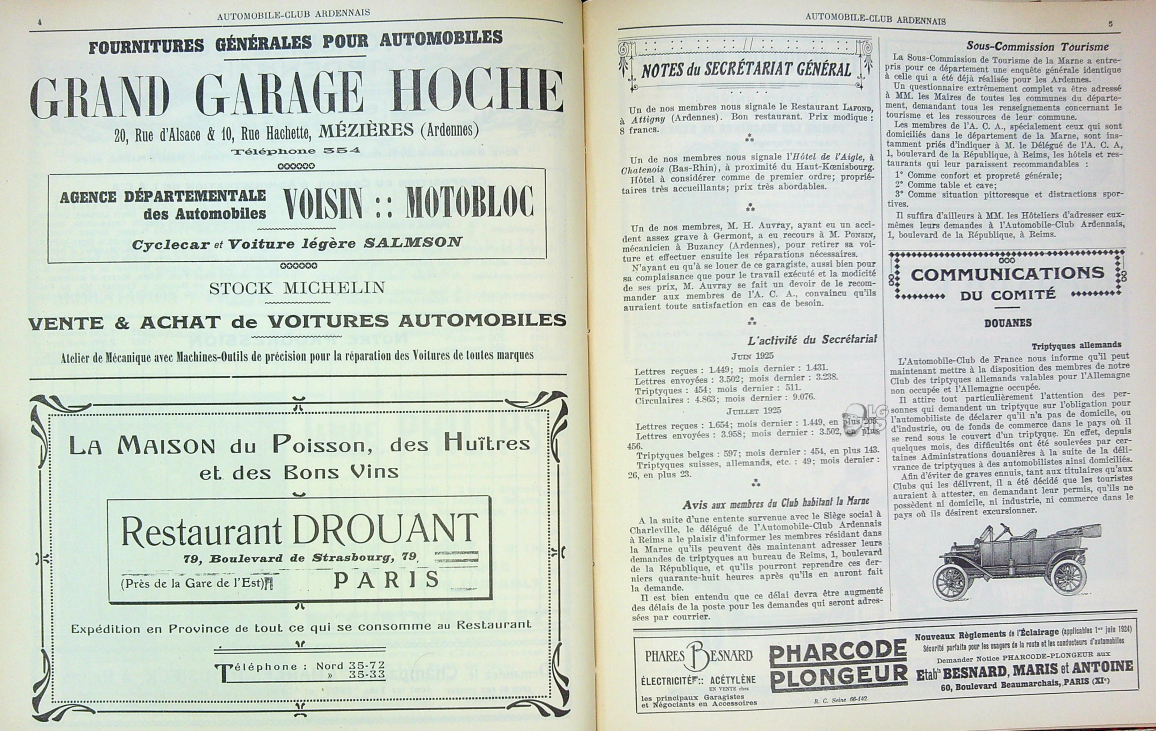 4
AUTOMOBILE-CLUB ARDENNAIS
FOURNITURES GÉNÉRALES POUR AUTOMOBILES
GRAND GARAGE HOCHE
20, Rue d'Alsace & 10, Rue Hachette, MÉZIÈRES (Ardennes)
Téléphone 354
AGENCE DÉPARTEMENTALE
des Automobiles
VOISIN :: MOTOBLOC
Cyclecar et Voiture légère SALMSON
STOCK MICHELIN
VENTE & ACHAT de VOITURES AUTOMOBILES
Atelier de Mécanique avec Machines-Outils de précision pour la réparation des Voitures de toutes marques
LA MAISON du Poisson, des Huîtres
et des Bons Vins
Restaurant DROUANT
79, Boulevard de Strasbourg, 79
(Près de la Gare de l'Est)
PARIS
Expédition en Province de tout ce qui se consomme au Restaurant
Téléphone : Nord 35-72
» 35-33
AUTOMOBILE-CLUB ARDENNAIS
5
NOTES du SECRÉTARIAT GÉNÉRAL
Un de nos membres nous signale le Restaurant LAFOND,
à Attigny (Ardennes). Bon restaurant. Prix modique :
8 francs.
Un de nos membres nous signale l'Hôtel de l'Aigle, à
Chatenois (Bas-Rhin), à proximité du Haut-Kœnisbourg.
Hôtel à considérer comme de premier ordre; proprié-
taires très accueillants; prix très abordables.
Un de nos membres, M. H. Auvray, ayant eu un acci-
dent assez grave à Germont, a eu recours à M. PONSIN,
mécanicien à Buzancy (Ardennes), pour retirer sa voi-
ture et effectuer ensuite les réparations nécessaires.
N'ayant eu qu'à se louer de ce garagiste, aussi bien pour
sa complaisance que pour le travail exécuté et la modicité
de ses prix, M. Auvray se fait un devoir de le recom-
mander aux membres de l'A. C. A., convaincu qu'ils
auraient toute satisfaction en cas de besoin.
L'activité du Secrétariat
JUIN 1925
Lettres reçues : 1.449; mois dernier : 1.431.
Lettres envoyées : 3.502; mois dernier : 3.238.
Triptyques : 454; mois dernier : 511.
Circulaires : 4.863; mois dernier : 9.076.
JUILLET 1925
Lettres reçues : 1.654; mois dernier : 1.449, en plus
Lettres envoyées : 3.958; mois dernier : 3.502, en plus
456.
Triptyques belges : 597; mois dernier : 454, en plus 143.
Triptyques suisses, allemands, etc. : 49; mois dernier :
26, en plus 23.
Avis aux membres du Club habitant la Marne
A la suite d'une entente survenue avec le Siège social à
Charleville, le délégué de l'Automobile-Club Ardennais
à Reims a le plaisir d'informer les membres résidant dans
la Marne qu'ils peuvent dès maintenant adresser leurs
demandes de triptyques au bureau de Reims, 1, boulevard
de la République, et qu'ils pourront reprendre ces der-
niers quarante-huit heures après qu'ils en auront fait
la demande.
Il est bien entendu que ce délai devra être augmenté
des délais de la poste pour les demandes qui seront adres-
sées par courrier.
Sous-Commission Tourisme
La Sous-Commission de Tourisme de la Marne a entre-
pris pour ce département une enquête générale identique
à celle qui a été déjà réalisée pour les Ardennes.
Un questionnaire extrêmement complet va être adressé
à MM. les Maires de toutes les communes du départe-
ment, demandant tous les renseignements concernant le
tourisme et les ressources de leur commune.
Les membres de l'A. C. A., spécialement ceux qui sont
domiciliés dans le département de la Marne, sont ins-
tamment priés d'indiquer à M. le Délégué de l'A. C. A,
1, boulevard de la République, à Reims, les hôtels et res-
taurants qui leur paraissent recommandables :
1° Comme confort et propreté générale;
2° Comme table et cave;
3° Comme situation pittoresque et distractions spor-
tives.
Il suffira d'ailleurs à MM. les Hôteliers d'adresser eux-
mêmes leurs demandes à l'Automobile-Club Ardennais,
1, boulevard de la République, à Reims.
COMMUNICATIONS
DU COMITÉ
DOUANES
Triptyques allemands
L'Automobile-Club de France nous informe qu'il peut
maintenant mettre à la disposition des membres de notre
Club des triptyques allemands valables pour l'Allemagne
non occupée et l'Allemagne occupée.
Il attire tout particulièrement l'attention des per-
sonnes qui demandent un triptyque sur l'obligation pour
l'automobiliste de déclarer qu'il n'a pas de domicile, ou
d'industrie, ou de fonds de commerce dans le pays où il
se rend sous le couvert d'un triptyque. En effet, depuis
quelques mois, des difficultés ont été soulevées par cer-
taines Administrations douanières à la suite de la déli-
vrance de triptyques à des automobilistes ainsi domiciliés.
Afin d'éviter de graves ennuis, tant aux titulaires qu'aux
Clubs qui les délivrent, il a été décidé que les touristes
auraient à attester, en demandant leur permis, qu'ils ne
possèdent ni domicile, ni industrie, ni commerce dans le
pays où ils désirent excursionner.
PHARES BESNARD
ÉLECTRICITÉ :: ACÉTYLÈNE
EN VENTE chez
les principaux Garagistes
et Négociants en Accessoires
PHARCODE
PLONGEUR
R. C. Seine 66-142
Nouveaux Règlements de l'Éclairage (applicables 1er juin 1924)
Sécurité parfaite pour les usagers de la route et les conducteurs d'automobiles
Demander Notice PHARCODE-PLONGEUR aux
Etabts BESNARD, MARIS et ANTOINE
60, Boulevard Beaumarchais, PARIS (XIe)